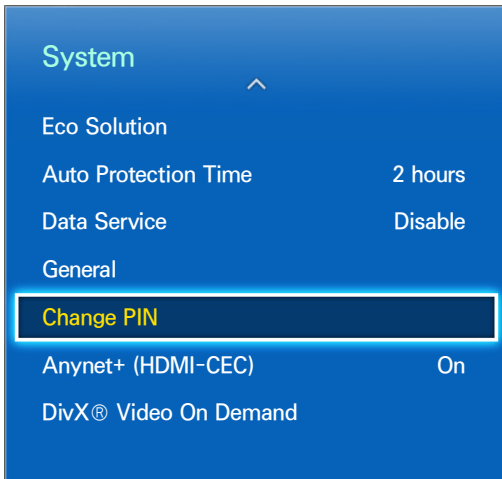 System
Eco Solution
Auto Protection Time 2 hours
Data Service Disable
General
Change PIN
Anynet+ (HDMI-CEC) On
DivX® Video On Demand